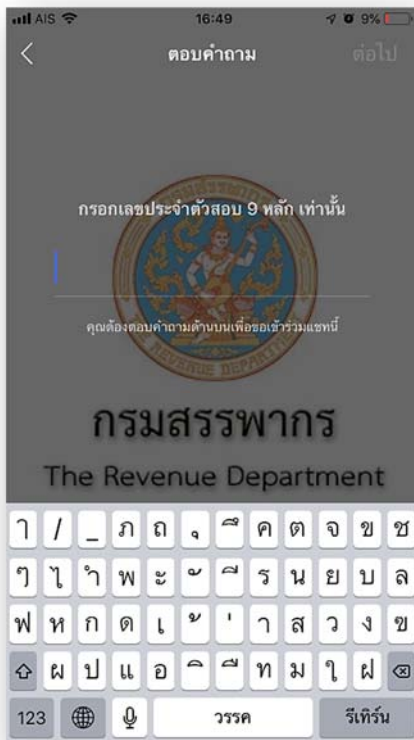 AIS 16:49 9%
ตอบคำถาม ต่อไป
กรอกเลขประจำตัวสอบ 9 หลัก เท่านั้น
คุณต้องตอบคำถามด้านบนเพื่อขอเข้าร่วมแชทนี้
THE REVENUE DEPARTMENT
กรมสรรพากร
The Revenue Department
ๅ / _ ภ ถ ุ ึ ค ต จ ข ช
ๆ ไ ำ พ ะ ั ี ร น ย บ ล
ฟ ห ก ด เ ้ ่ า ส ว ง ฃ
ผ ป แ อ ิ ื ท ม ใ ฝ
123 วรรค รีเทิร์น